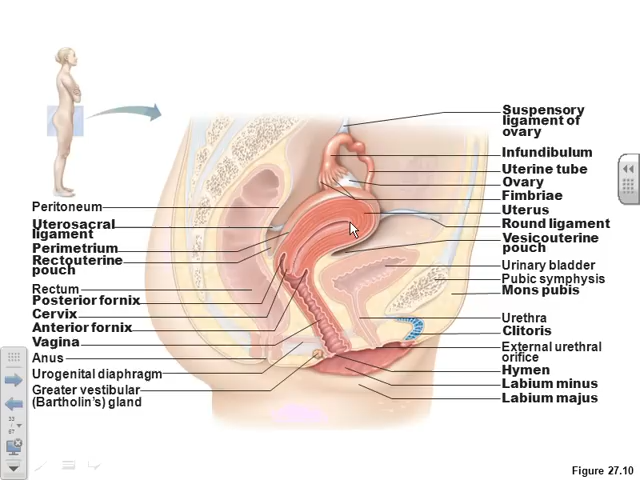 Suspensory
ligament of
ovary
Infundibulum
Uterine tube
Ovary
Fimbriae
Uterus
Round ligament
Vesicouterine
pouch
Urinary bladder
Pubic symphysis
Mons pubis
Urethra
Clitoris
External urethral
orifice
Hymen
Labium minus
Labium majus
Peritoneum
Uterosacral
ligament
Perimetrium
Rectouterine
pouch
Rectum
Posterior fornix
Cervix
Anterior fornix
Vagina
Anus
Urogenital diaphragm
Greater vestibular
(Bartholin's) gland
Figure 27.10